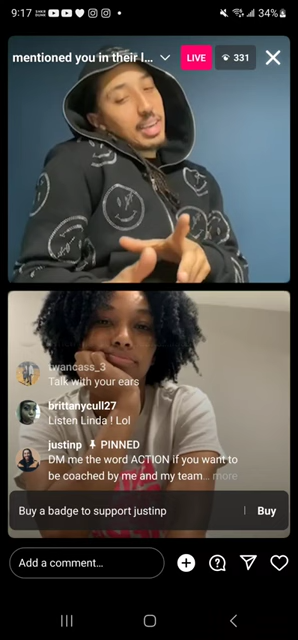 9:17
34%
mentioned you in their l...
LIVE
331
twancass_3
Talk with your ears
brittanycull27
Listen Linda ! Lol
justinp PINNED
DM me the word ACTION if you want to
be coached by me and my team... more
Buy a badge to support justinp
Buy
Add a comment...